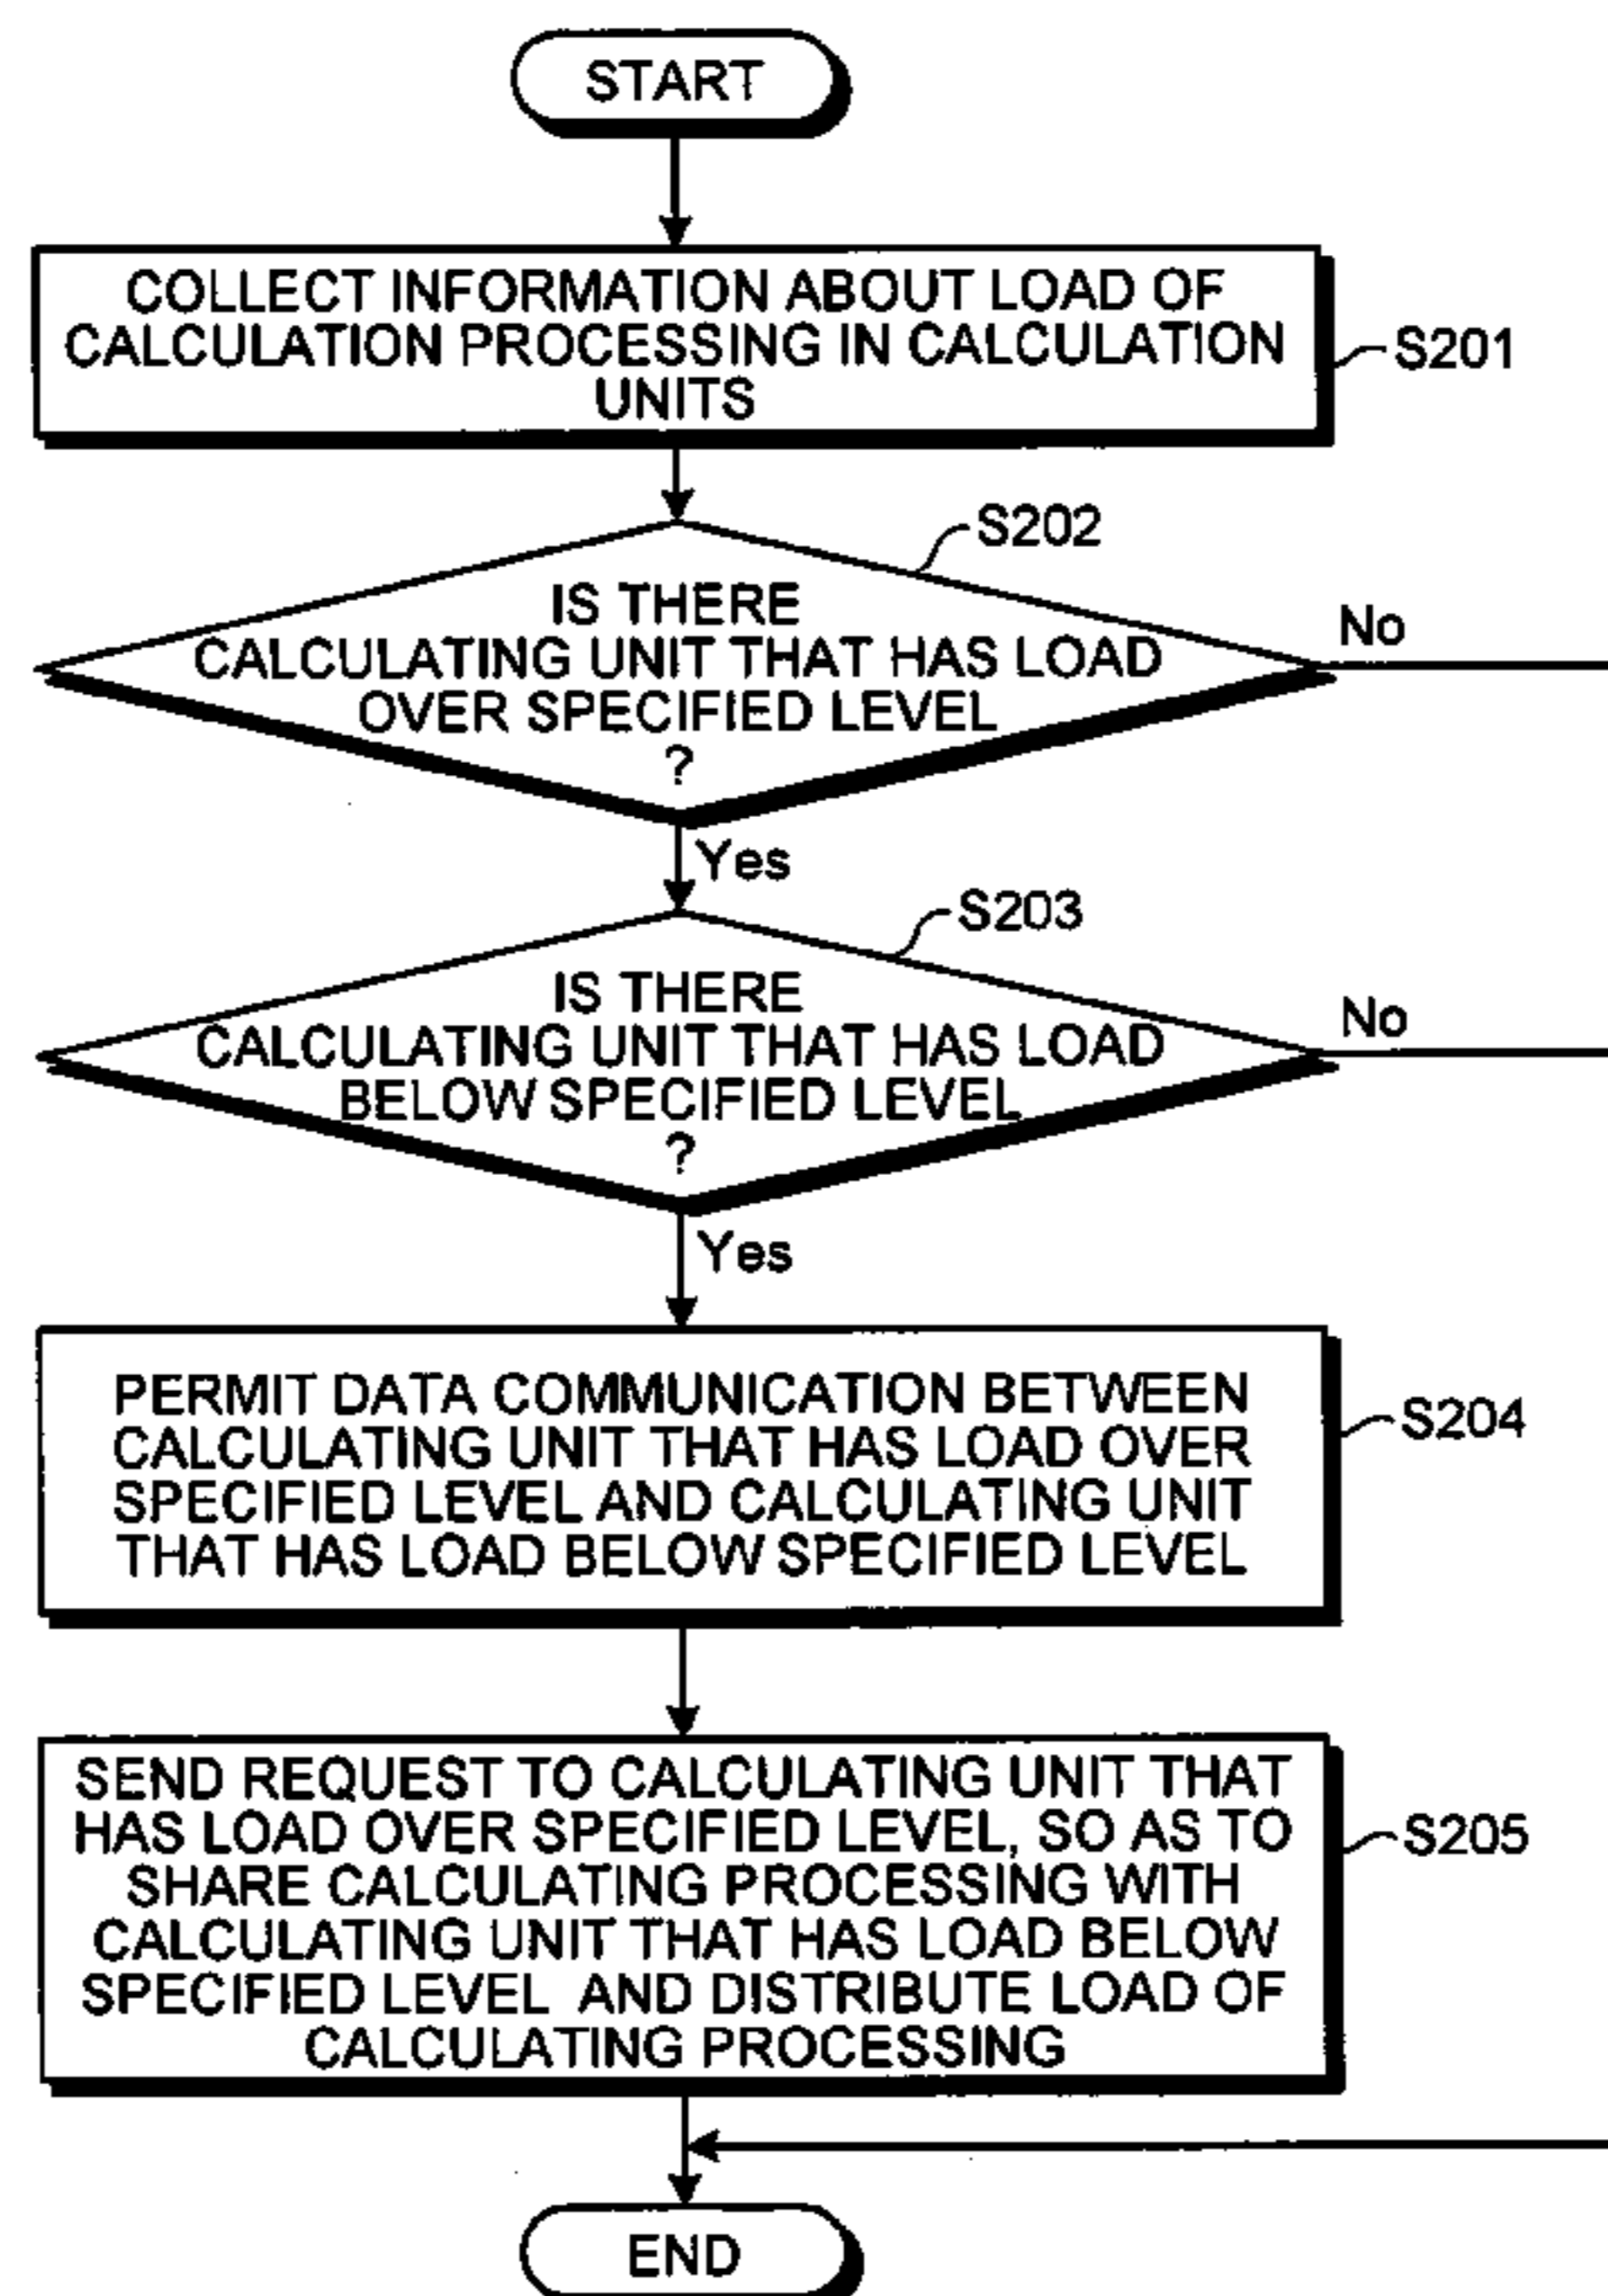 START
COLLECT INFORMATION ABOUT LOAD OF
CALCULATION PROCESSING IN CALCULATION
UNITS
S201
S202
IS THERE
CALCULATING UNIT THAT HAS LOAD
OVER SPECIFIED LEVEL
?
No
Yes
S203
IS THERE
CALCULATING UNIT THAT HAS LOAD
BELOW SPECIFIED LEVEL
?
No
Yes
PERMIT DATA COMMUNICATION BETWEEN
CALCULATING UNIT THAT HAS LOAD OVER
SPECIFIED LEVEL AND CALCULATING UNIT
THAT HAS LOAD BELOW SPECIFIED LEVEL
S204
SEND REQUEST TO CALCULATING UNIT THAT
HAS LOAD OVER SPECIFIED LEVEL, SO AS TO
SHARE CALCULATING PROCESSING WITH
CALCULATING UNIT THAT HAS LOAD BELOW
SPECIFIED LEVEL AND DISTRIBUTE LOAD OF
CALCULATING PROCESSING
S205
END